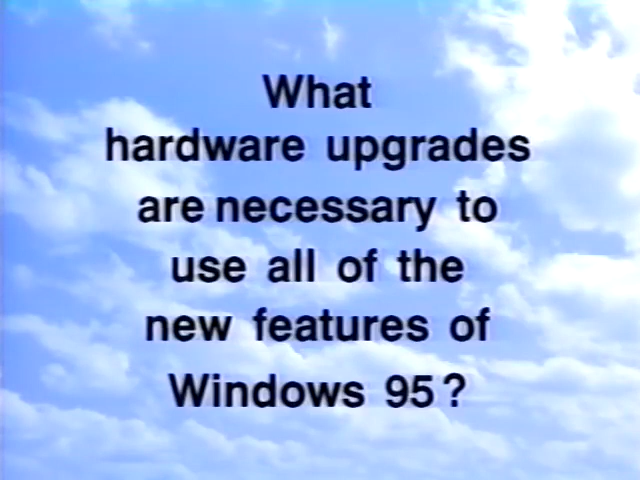 What
hardware upgrades
are necessary to
use all of the
new features of
Windows 95?